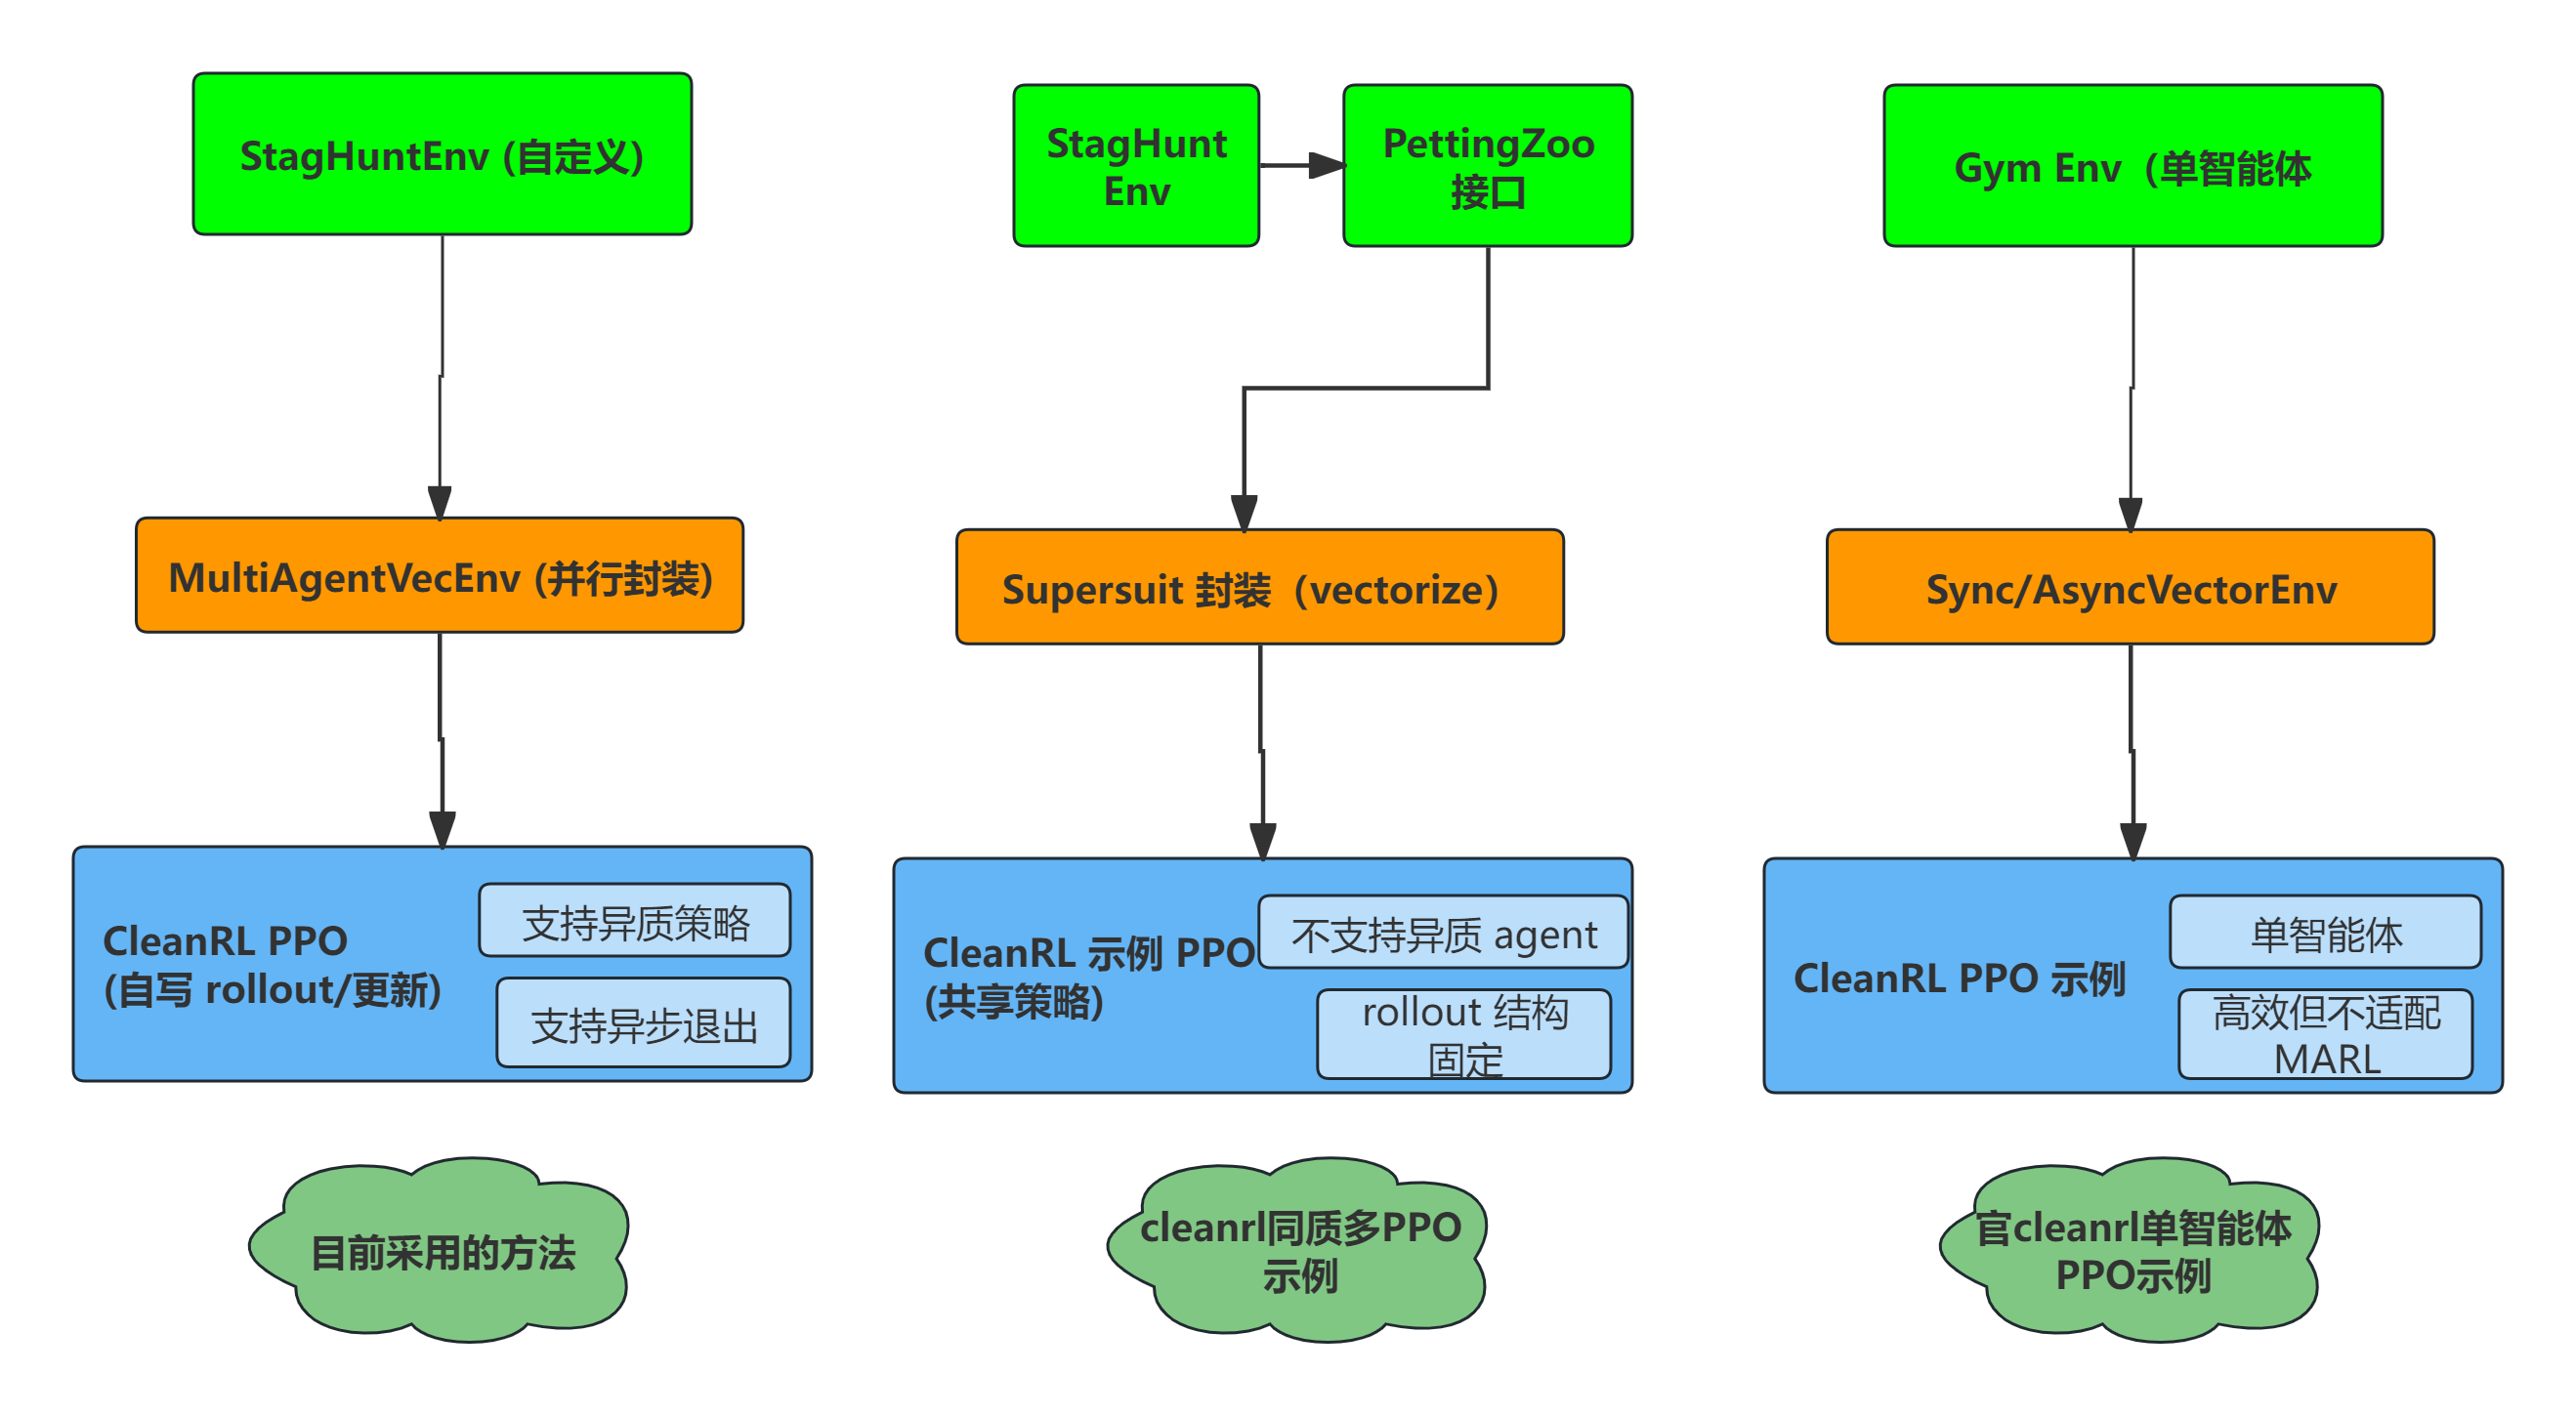 StagHuntEnv (自定义)
MultiAgentVecEnv (并行封装)
CleanRL PPO
(自写 rollout/更新)
支持异质策略
支持异步退出
目前采用的方法
StagHunt
Env
PettingZoo
接口
Supersuit 封装（vectorize）
CleanRL 示例 PPO
(共享策略)
不支持异质 agent
rollout 结构
固定
cleanrl同质多PPO
示例
Gym Env（单智能体
Sync/AsyncVectorEnv
CleanRL PPO 示例
单智能体
高效但不适配
MARL
官cleanrl单智能体
PPO示例